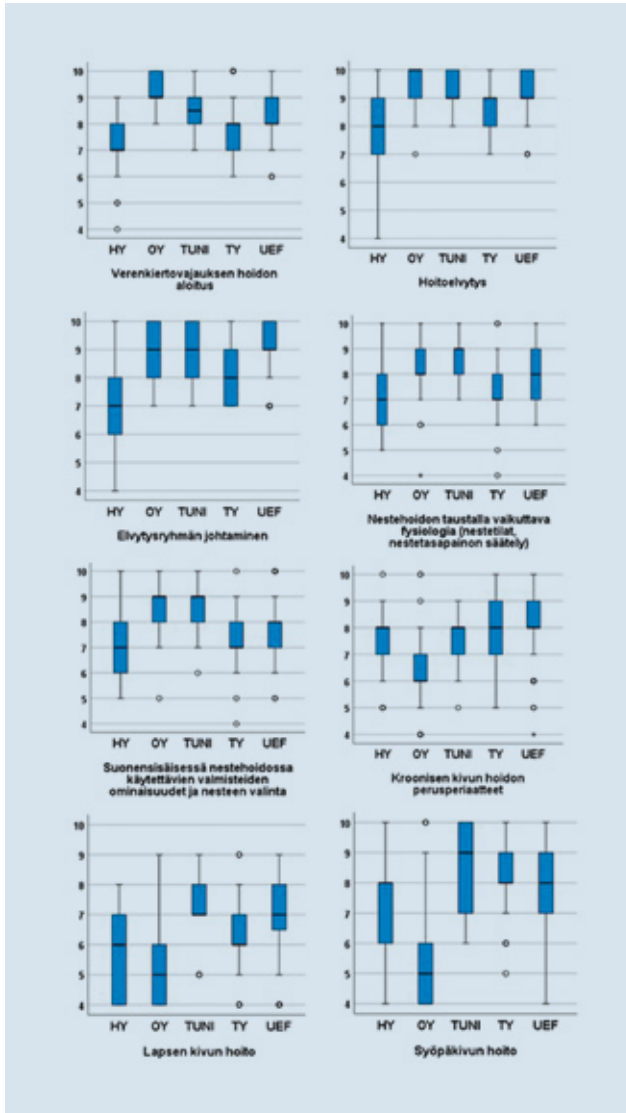 10
9
8
7
6
5
4
HY OY TUNI TY UEF
Verenkiertovajauksen hoidon
aloitus
10
9
8
7
6
5
4
HY OY TUNI TY UEF
Hoitoelvytys
10
9
8
7
6
5
4
HY OY TUNI TY UEF
Elvytysryhmän johtaminen
10
9
8
7
6
5
4
HY OY TUNI TY UEF
Nestehoidon taustalla vaikuttava
fysiologia (nestetilat,
nestetasapainon säätely)
10
9
8
7
6
5
4
HY OY TUNI TY UEF
Suonensisäisessä nestehoidossa
käytettävien valmisteiden
ominaisuudet ja nesteen valinta
10
9
8
7
6
5
4
HY OY TUNI TY UEF
Kroonisen kivun hoidon
perusperiaatteet
10
9
8
7
6
5
4
HY OY TUNI TY UEF
Lapsen kivun hoito
10
9
8
7
6
5
4
HY OY TUNI TY UEF
Syöpäkivun hoito